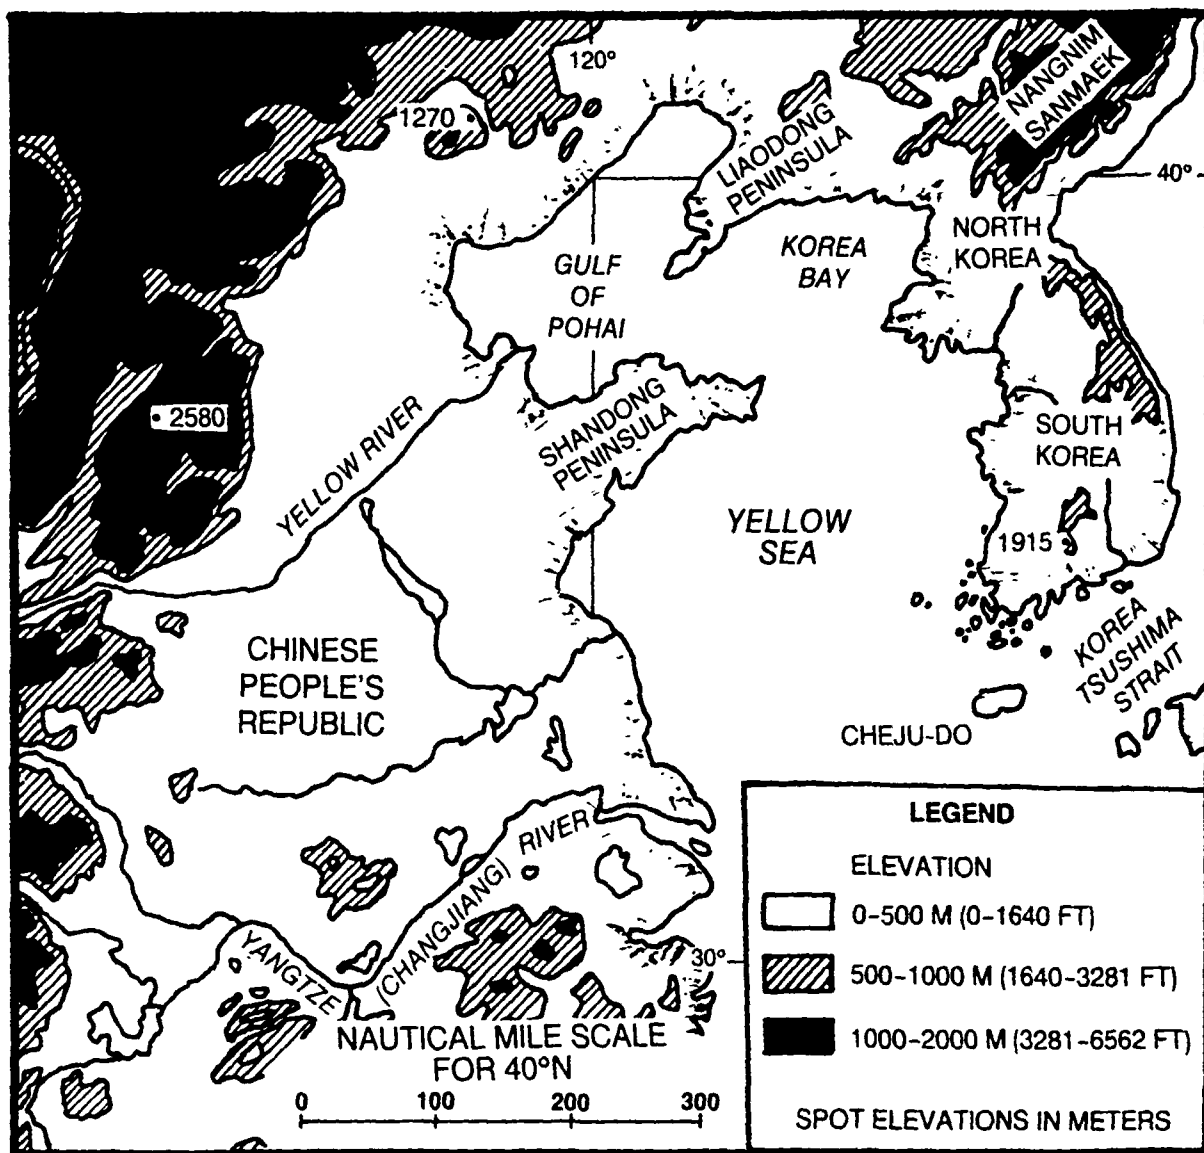 120°
1270
NANGNIM
SANMAEK
LIAODONG
PENINSULA
40°
NORTH
KOREA
KOREA
BAY
GULF
OF
POHAI
2580
YELLOW RIVER
SHANDONG
PENINSULA
SOUTH
KOREA
YELLOW
SEA
1915
CHINESE
PEOPLE'S
REPUBLIC
KOREA
TSUSHIMA
STRAIT
CHEJU-DO
YANGTZE
(CHANGJIANG)
RIVER
30°
NAUTICAL MILE SCALE
FOR 40°N
0 100 200 300
LEGEND
ELEVATION
0-500 M (0-1640 FT)
500-1000 M (1640-3281 FT)
1000-2000 M (3281-6562 FT)
SPOT ELEVATIONS IN METERS